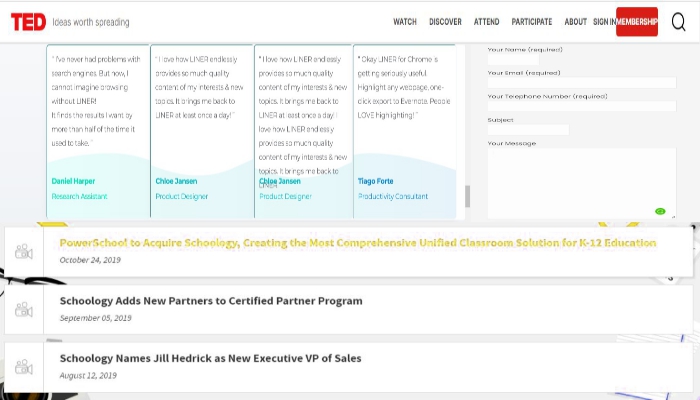 TED Ideas worth spreading
WATCH DISCOVER ATTEND PARTICIPATE ABOUT SIGN IN MEMBERSHIP
" I've never had problems with
search engines. But now, I
cannot imagine browsing
without LINER!
It finds the results I want by
more than half of the time it
used to take. "
Daniel Harper
Research Assistant
" I love how LINER endlessly
provides so much quality
content of my interests & new
topics. It brings me back to
LINER at least once a day! "
Chloe Jansen
Product Designer
" I love how LINER endlessly
provides so much quality
content of my interests & new
topics. It brings me back to
LINER at least once a day! I
love how LINER endlessly
provides so much quality
content of my interests & new
topics. It brings me back to
LINER
Chloe Jansen
Product Designer
" Okay LINER for Chrome is
getting seriously useful.
Highlight any webpage, one-
click export to Evernote. People
LOVE highlighting! "
Tiago Forte
Productivity Consultant
Your Name (required)
Your Email (required)
Your Telephone Number (required)
Subject
Your Message
PowerSchool to Acquire Schoology, Creating the Most Comprehensive Unified Classroom Solution for K-12 Education
October 24, 2019
Schoology Adds New Partners to Certified Partner Program
September 05, 2019
Schoology Names Jill Hedrick as New Executive VP of Sales
August 12, 2019